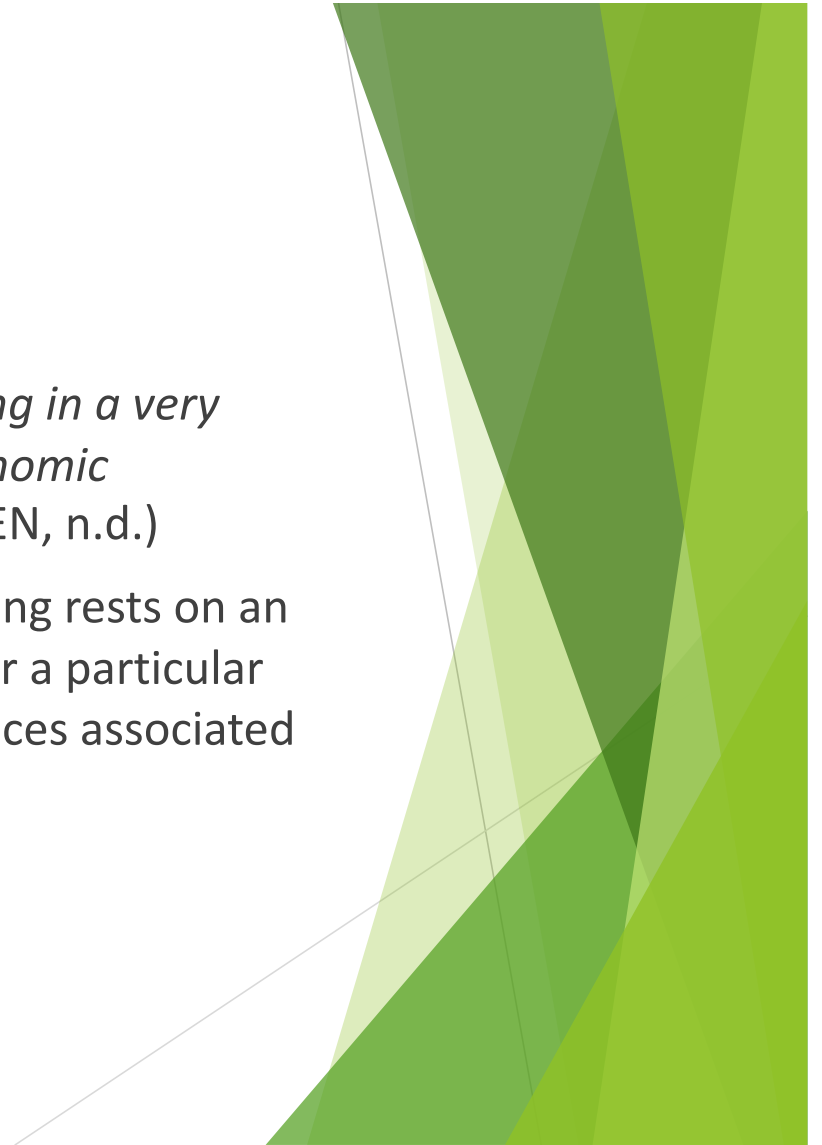 ng in a very
nomic
EN, n.d.)
ng rests on an
r a particular
ces associated